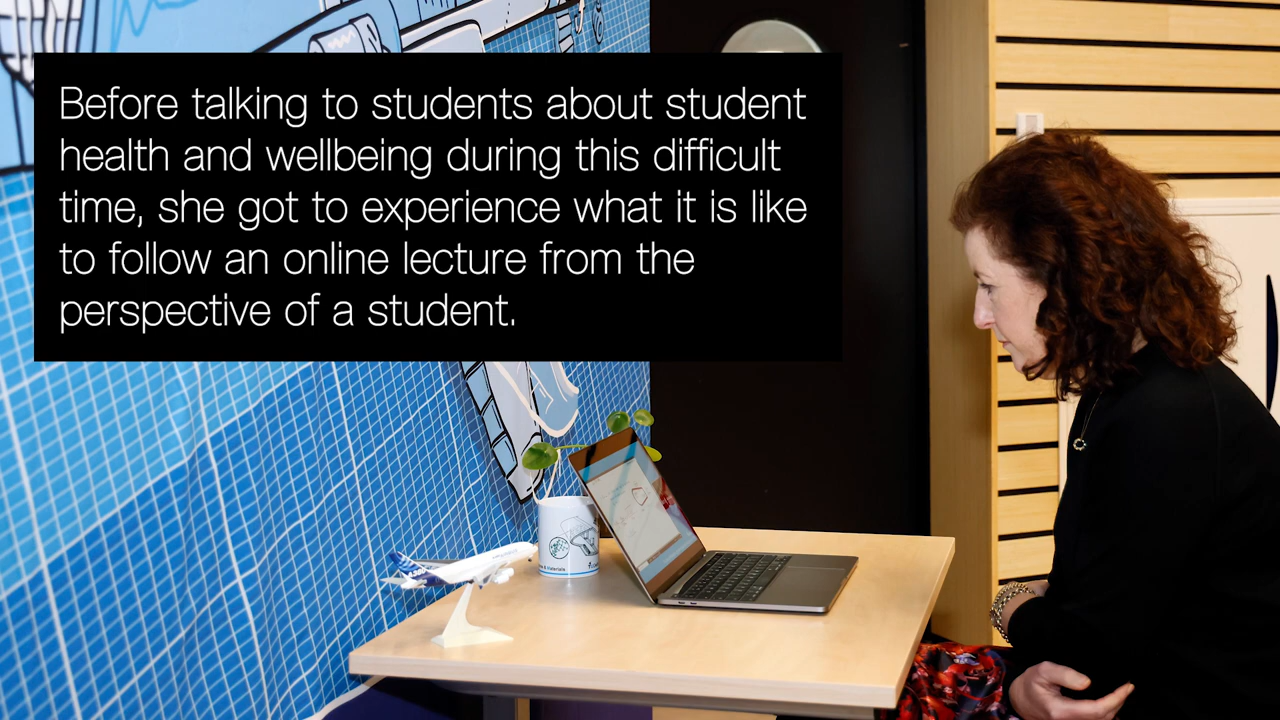 Before talking to students about student
health and wellbeing during this difficult
time, she got to experience what it is like
to follow an online lecture from the
perspective of a student.